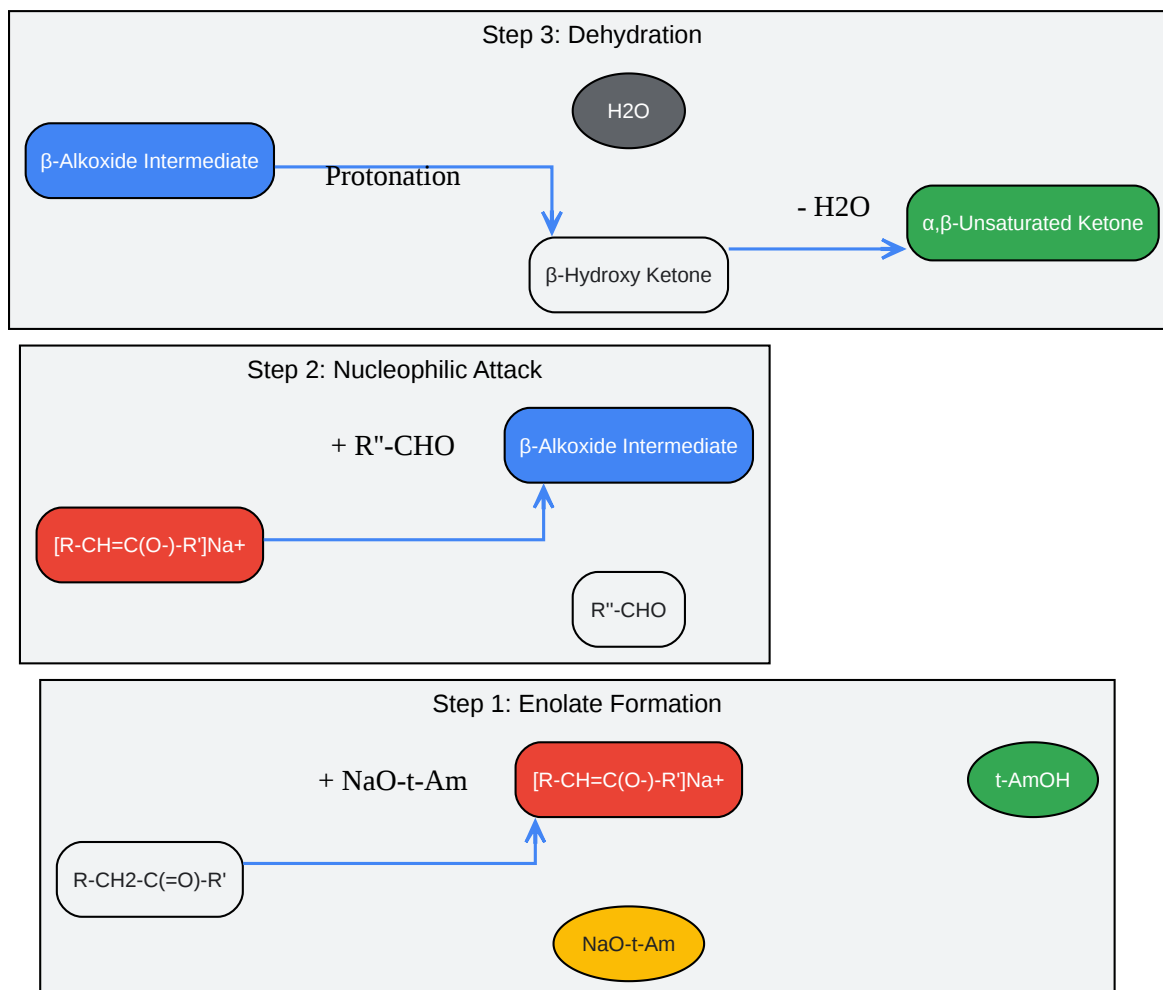 Step 3: Dehydration
H2O
β-Alkoxide Intermediate
Protonation
- H2O
α,β-Unsaturated Ketone
β-Hydroxy Ketone
Step 2: Nucleophilic Attack
+ R"-CHO
β-Alkoxide Intermediate
[R-CH=C(O-)-R']Na+
R"-CHO
Step 1: Enolate Formation
+ NaO-t-Am
[R-CH=C(O-)-R']Na+
t-AmOH
R-CH2-C(=O)-R'
NaO-t-Am